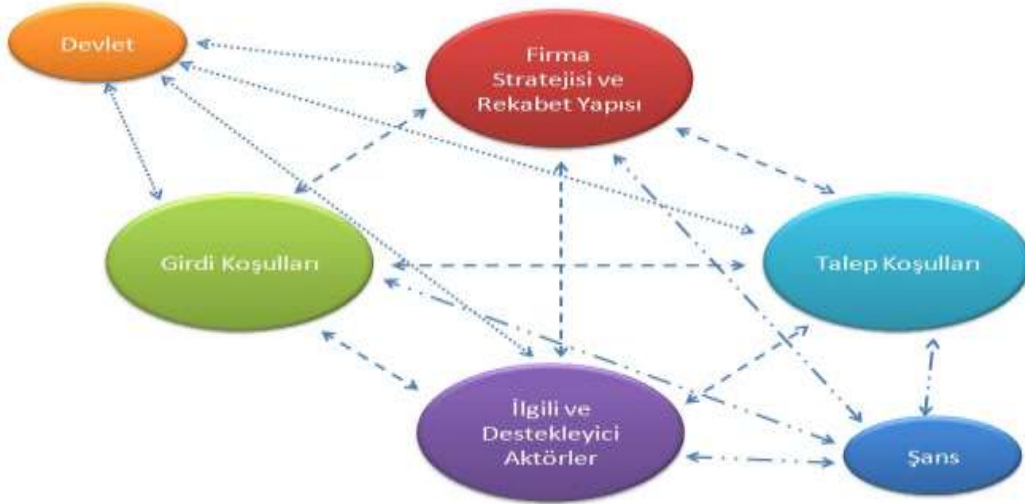 Devlet
Firma
Stratejisi ve
Rekabet Yapısı
Girdi Koşulları
Talep Koşulları
İlgili ve
Destekleyici
Aktörler
Şans